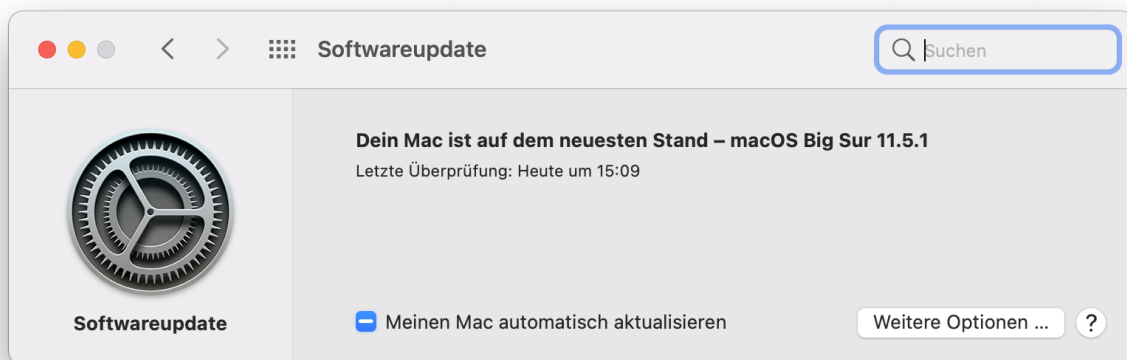 Softwareupdate
Suchen
Dein Mac ist auf dem neuesten Stand – macOS Big Sur 11.5.1
Letzte Überprüfung: Heute um 15:09
Softwareupdate
Meinen Mac automatisch aktualisieren
Weitere Optionen ...
?